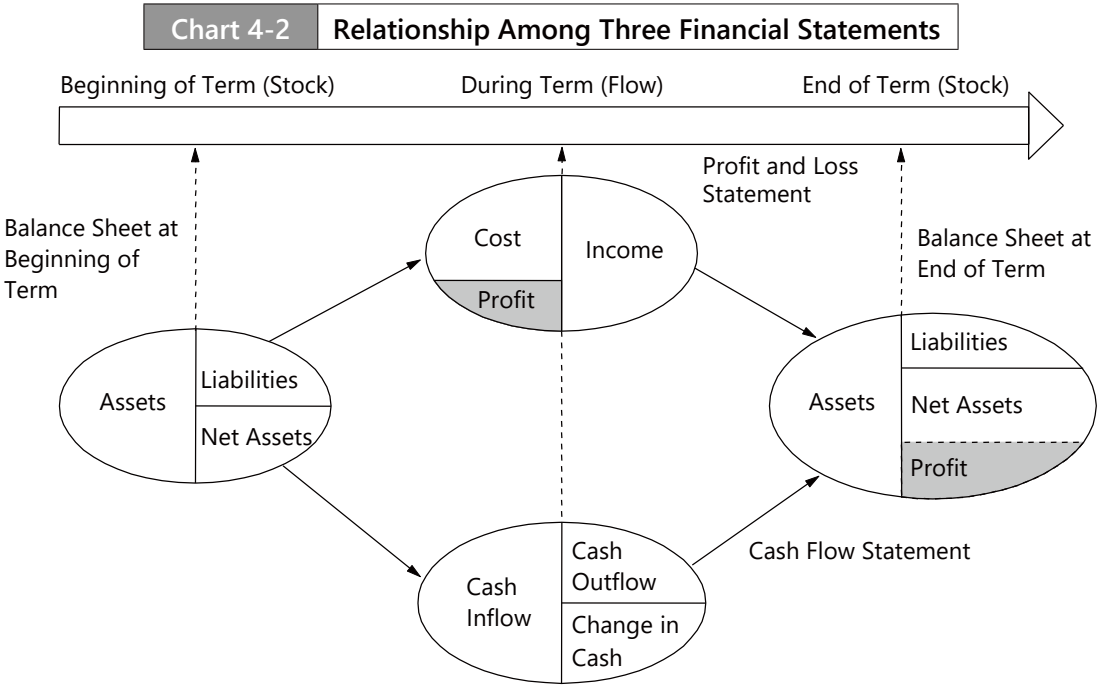 Chart 4-2 Relationship Among Three Financial Statements
Beginning of Term (Stock) During Term (Flow) End of Term (Stock)
Profit and Loss
Statement
Balance Sheet at
Beginning of
Term
Cost
Income
Profit
Balance Sheet at
End of Term
Assets
Liabilities
Net Assets
Assets
Liabilities
Net Assets
Profit
Cash
Inflow
Cash
Outflow
Change in
Cash
Cash Flow Statement